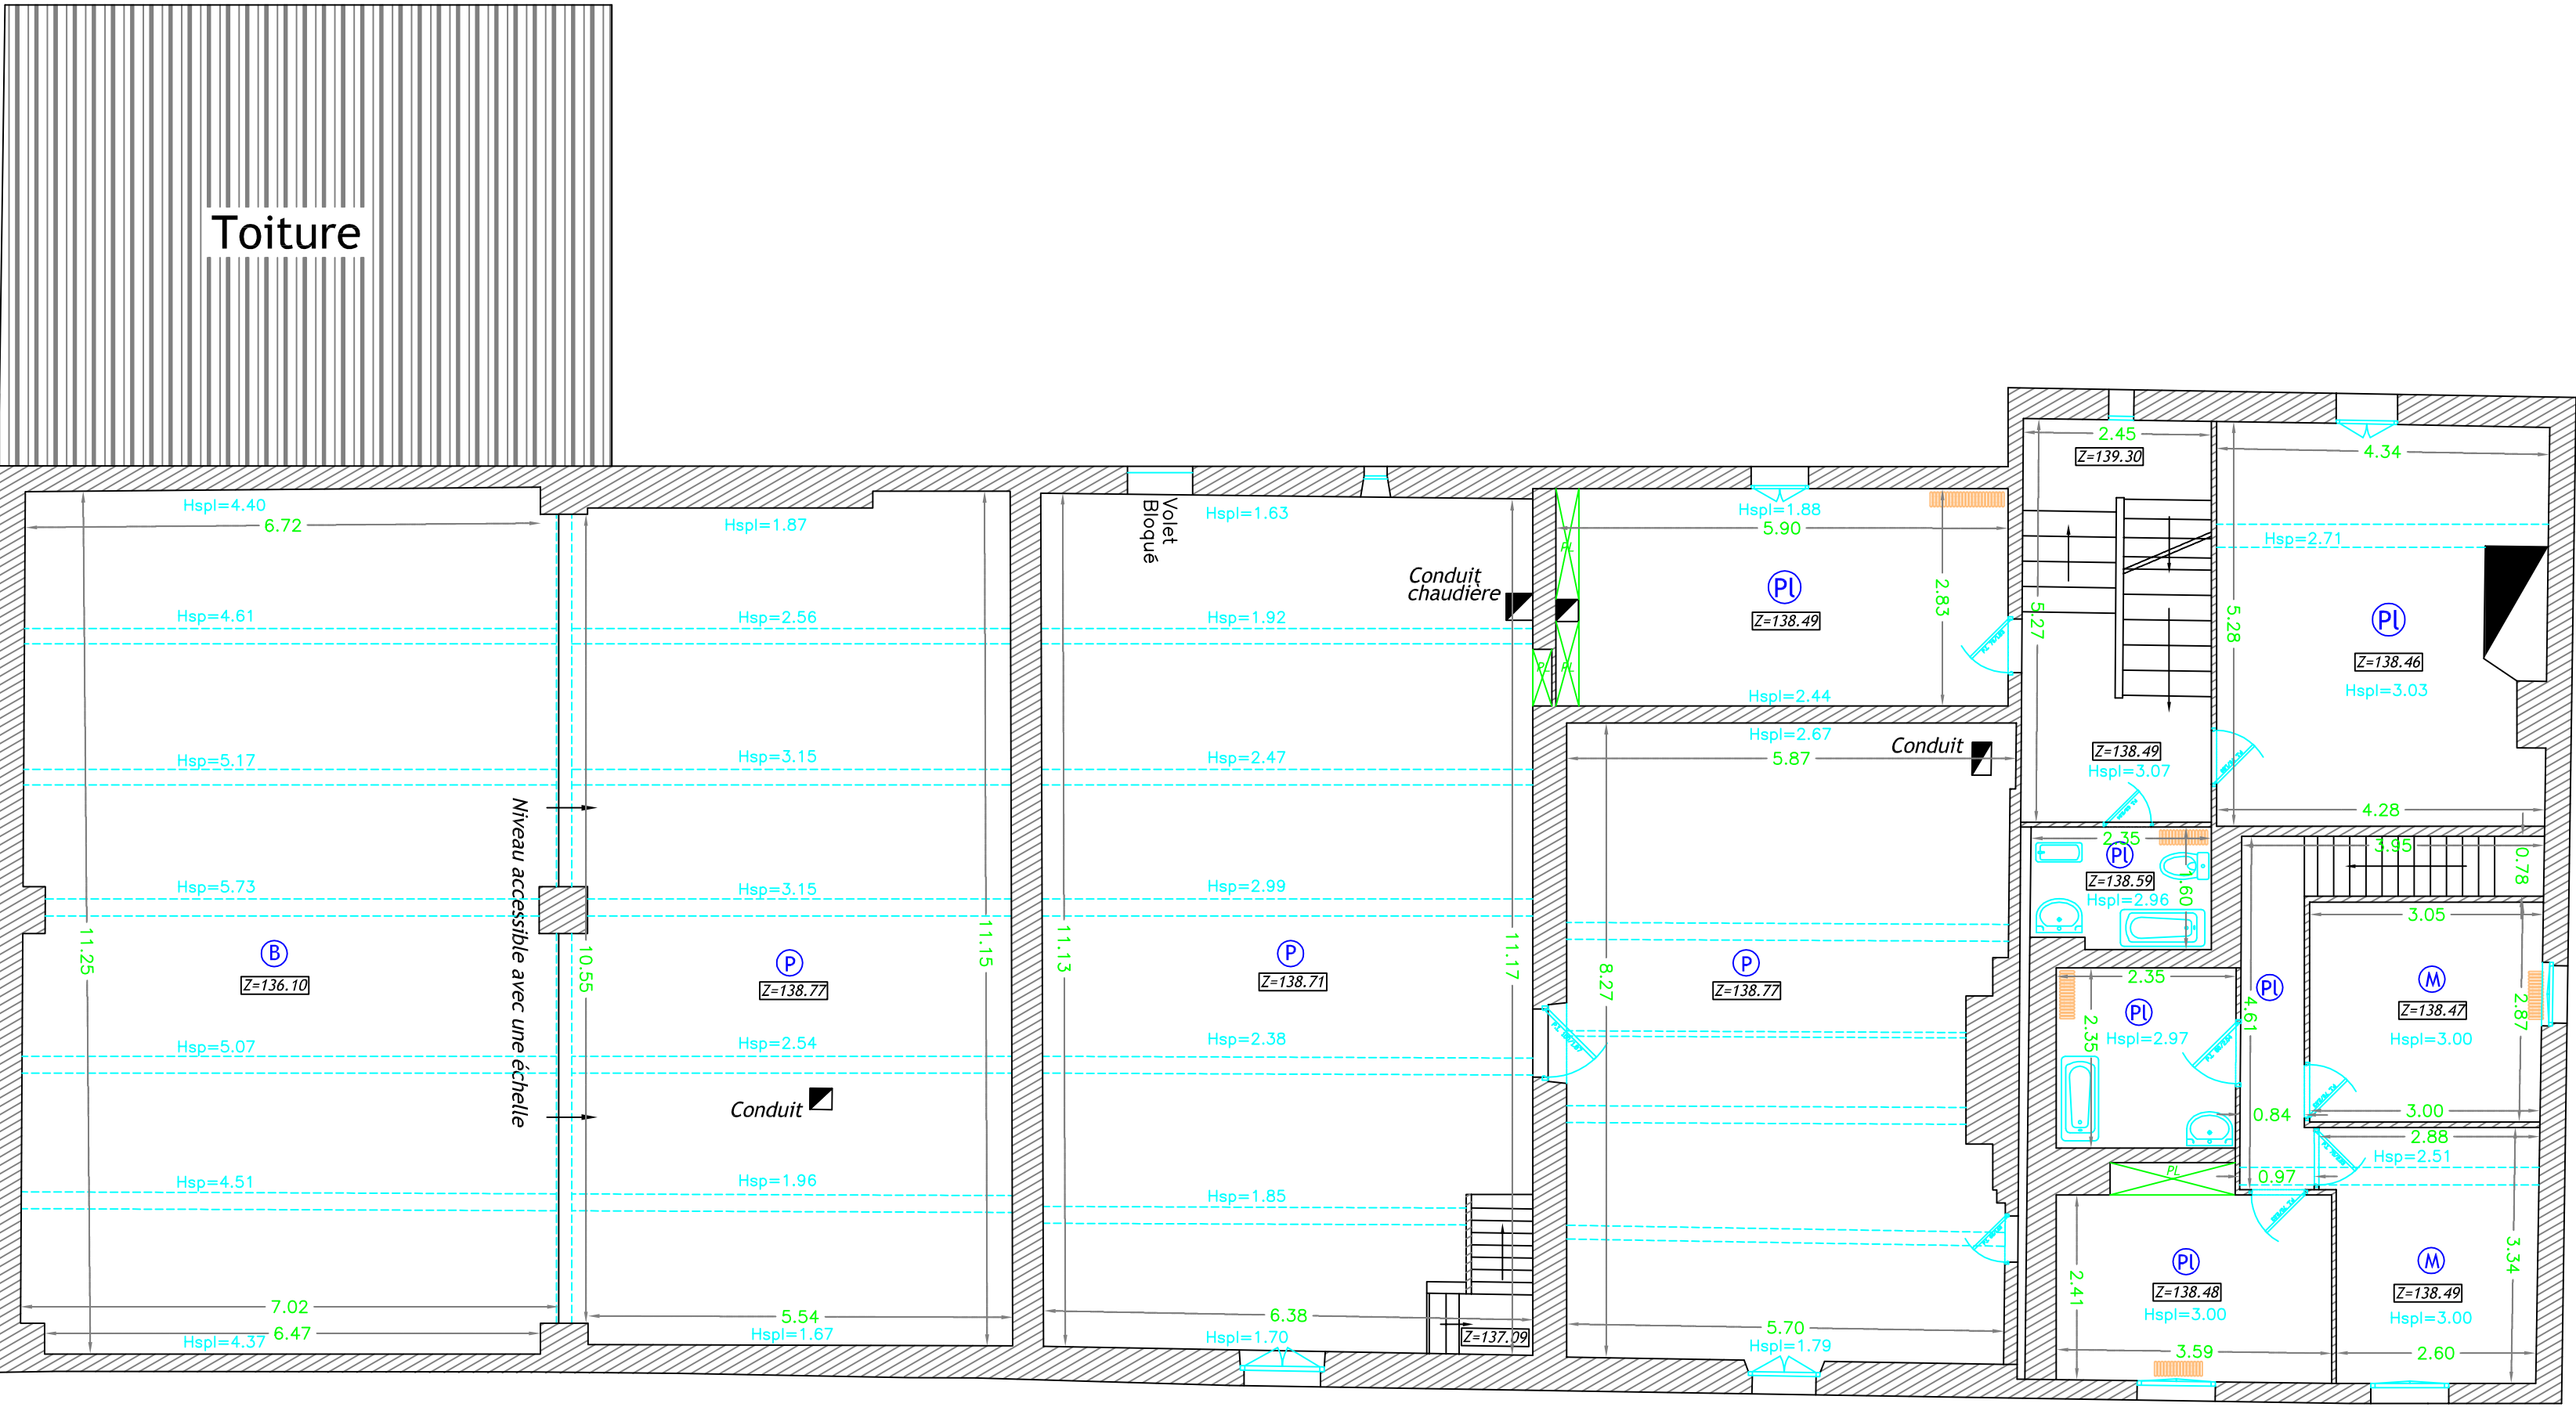 Toiture
Hspl=4.40
6.72
Hsp=4.61
Hsp=5.17
Hsp=5.73
11.25
B
Z=136.10
Hsp=5.07
Hsp=4.51
7.02
6.47
Hspl=4.37
Niveau accessible avec une échelle
Hspl=1.87
Hsp=2.56
Hsp=3.15
Hsp=3.15
10.55
11.15
P
Z=138.77
Hsp=2.54
Conduit
Hsp=1.96
5.54
Hspl=1.67
Volet
Bloqué
Hspl=1.63
Conduit
chaudière
Hsp=1.92
Hsp=2.47
Hsp=2.99
11.13
11.17
P
Z=138.71
Hsp=2.38
Hsp=1.85
6.38
Hspl=1.70
Z=137.09
PL
PL
PL
Hspl=1.88
5.90
2.83
Pl
Z=138.49
Hspl=2.44
Hspl=2.67
5.87
Conduit
8.27
P
Z=138.77
5.70
Hspl=1.79
2.45
Z=139.30
5.27
Z=138.49
Hspl=3.07
4.34
Hsp=2.71
5.28
Pl
Z=138.46
Hspl=3.03
4.28
2.35
Pl
Z=138.59
1.60
Hspl=2.96
3.95
0.78
3.05
4.61
Pl
M
Z=138.47
2.87
Hspl=3.00
3.00
2.35
Pl
2.35
Hspl=2.97
0.84
2.88
Hsp=2.51
0.97
PL
2.41
Pl
Z=138.48
Hspl=3.00
3.59
3.34
M
Z=138.49
Hspl=3.00
2.60